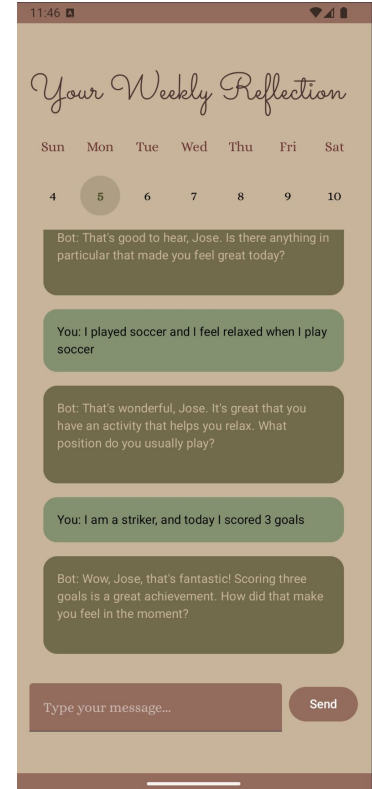 11:46 A
Your Weekly Reflection
Sun Mon Tue Wed Thu Fri Sat
4 5 6 7 8 9 10
Bot: That's good to hear, Jose. Is there anything in
particular that made you feel great today?
You: I played soccer and I feel relaxed when I play
soccer
Bot: That's wonderful, Jose. It's great that you
have an activity that helps you relax. What
position do you usually play?
You: I am a striker, and today I scored 3 goals
Bot: Wow, Jose, that's fantastic! Scoring three
goals is a great achievement. How did that make
you feel in the moment?
Type your message...
Send